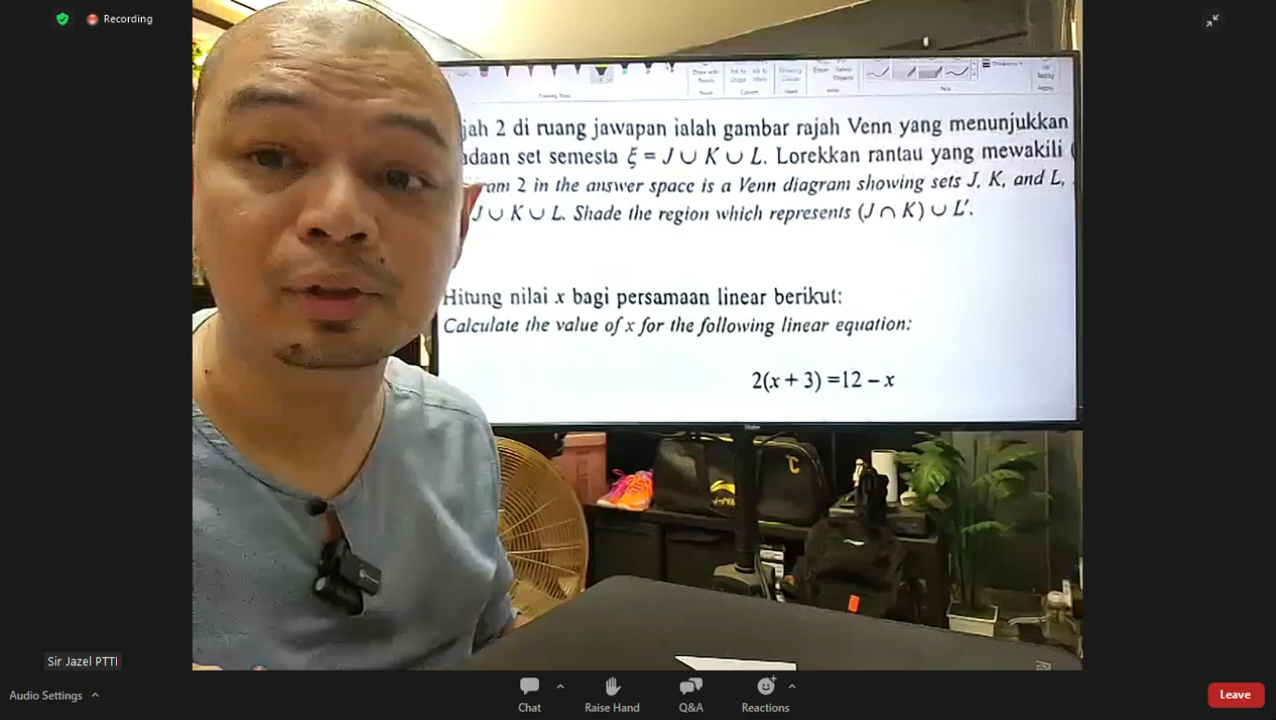 Recording
jah 2 di ruang jawapan ialah gambar rajah Venn yang menunjukkan
daan set semesta ξ = J ∪ K ∪ L. Lorekkan rantau yang mewakili (
ram 2 in the answer space is a Venn diagram showing sets J, K, and L,
J ∪ K ∪ L. Shade the region which represents (J ∩ K) ∪ L'.
Hitung nilai x bagi persamaan linear berikut:
Calculate the value of x for the following linear equation:
2(x + 3) =12 – x
Sir Jazel PTTI
Audio Settings
Chat
Raise Hand
Q&A
Reactions
Leave